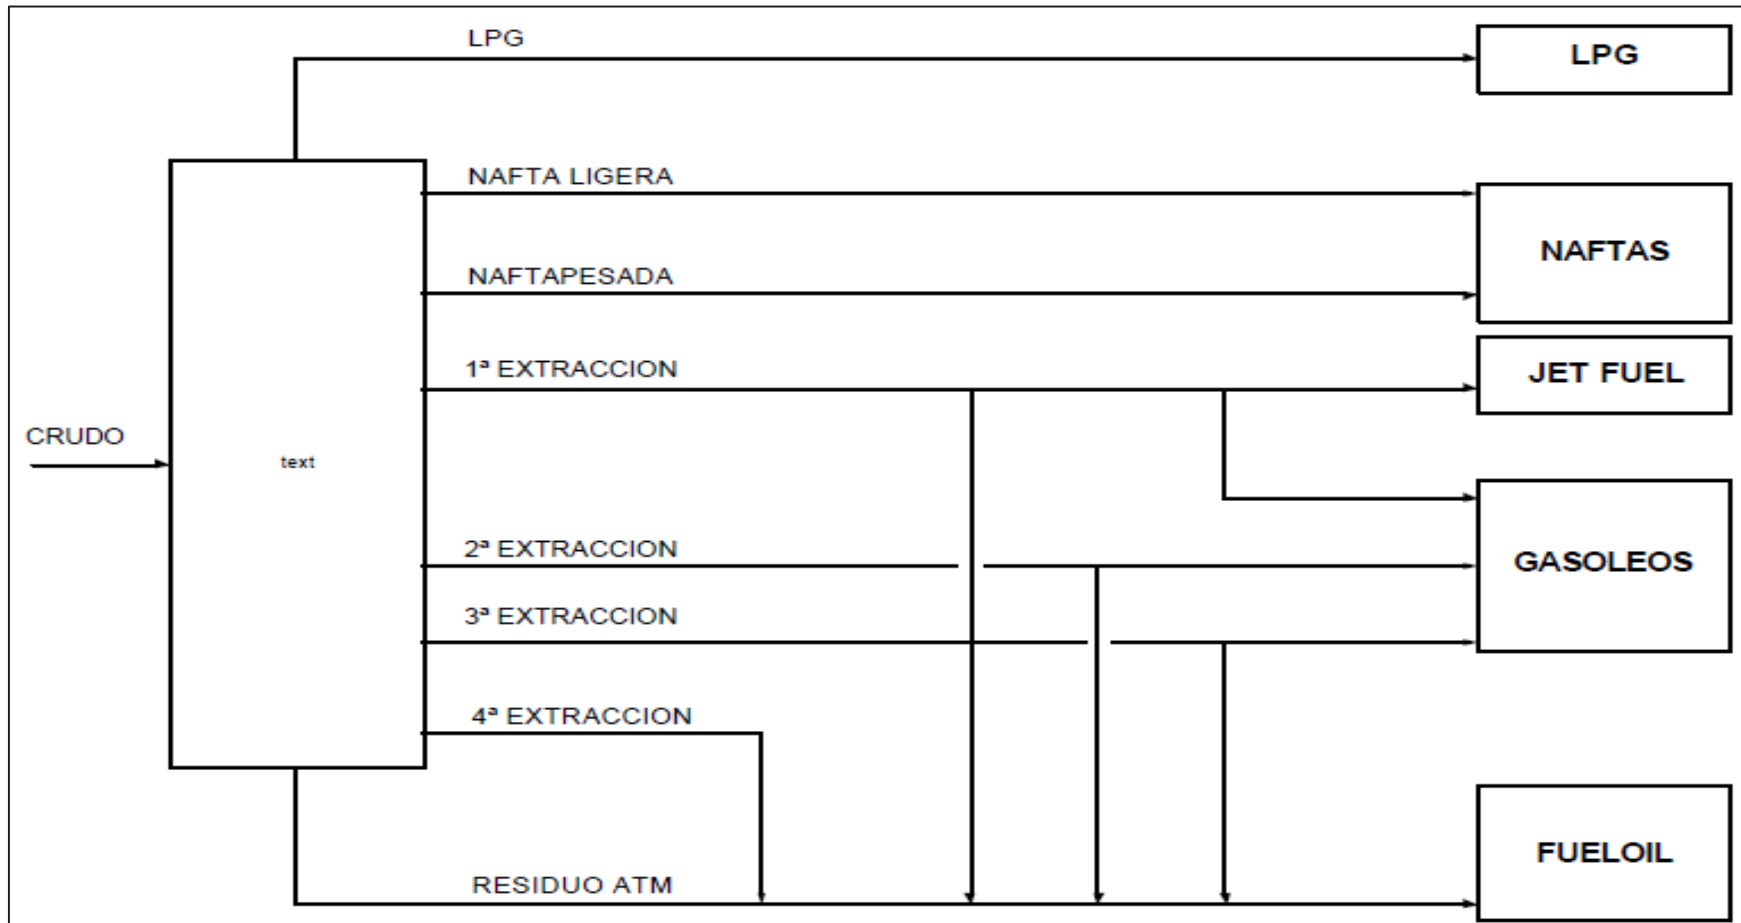 LPG
LPG
NAFTA LIGERA
NAFTAS
NAFTAPESADA
1ª EXTRACCION
JET FUEL
CRUDO
text
2ª EXTRACCION
GASOLEOS
3ª EXTRACCION
4ª EXTRACCION
FUELOIL
RESIDUO ATM